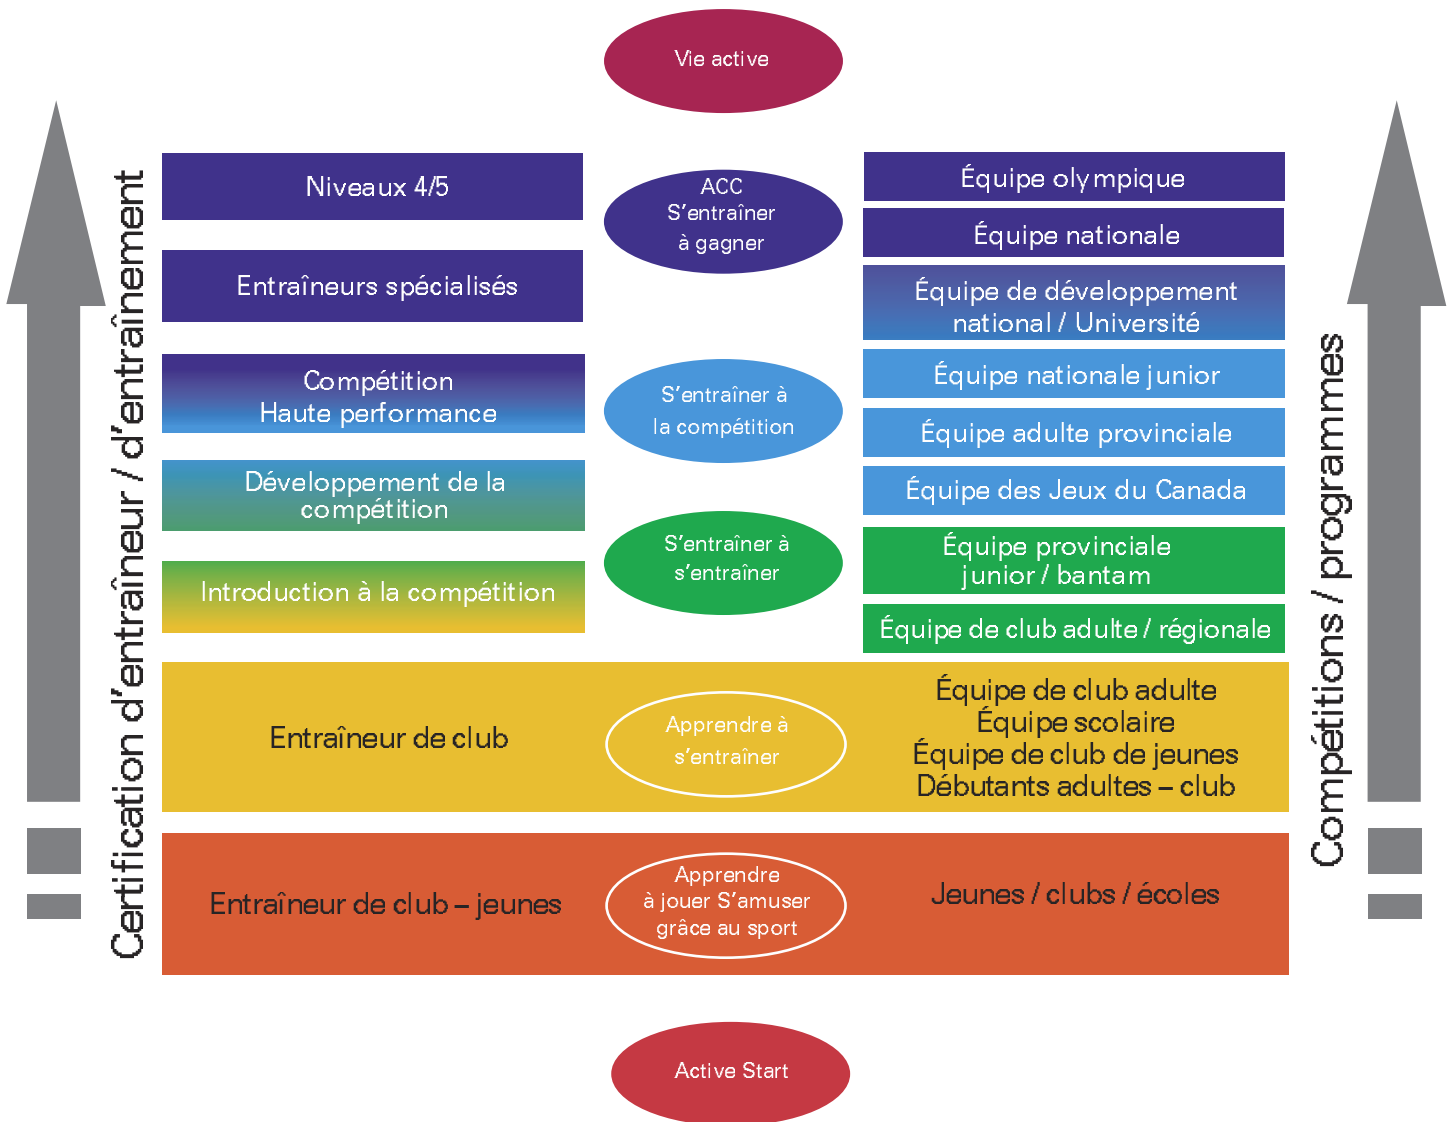 Vie active
Certification d'entraîneur / d'entraînement
Niveaux 4/5
Entraîneurs spécialisés
Compétition
Haute performance
Développement de la
compétition
Introduction à la compétition
ACC
S'entraîner
à gagner
S'entraîner à
la compétition
S'entraîner à
s'entraîner
Équipe olympique
Équipe nationale
Équipe de développement
national / Université
Équipe nationale junior
Équipe adulte provinciale
Équipe des Jeux du Canada
Équipe provinciale
junior / bantam
Équipe de club adulte / régionale
Compétitions / programmes
Entraîneur de club
Apprendre à
s'entraîner
Équipe de club adulte
Équipe scolaire
Équipe de club de jeunes
Débutants adultes – club
Entraîneur de club – jeunes
Apprendre
à jouer S'amuser
grâce au sport
Jeunes / clubs / écoles
Active Start